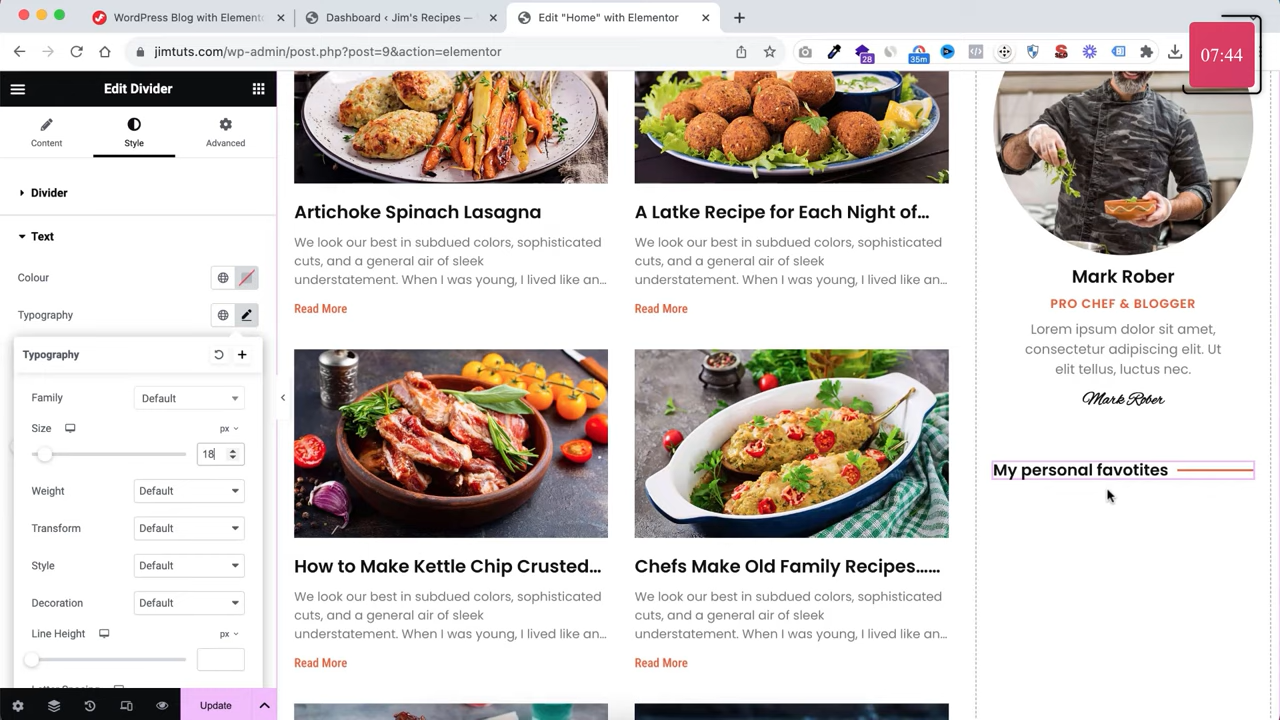 WordPress Blog with Elemento
Dashboard ‹ Jim's Recipes —
Edit "Home" with Elementor
jimtuts.com/wp-admin/post.php?post=9&action=elementor
28
35m
07:44
Edit Divider
Content
Style
Advanced
Divider
Text
Colour
Typography
Typography
Family
Default
Size
px
18
Weight
Default
Transform
Default
Style
Default
Decoration
Default
Line Height
px
Update
Artichoke Spinach Lasagna
We look our best in subdued colors, sophisticated
cuts, and a general air of sleek
understatement. When I was young, I lived like an...
Read More
A Latke Recipe for Each Night of...
We look our best in subdued colors, sophisticated
cuts, and a general air of sleek
understatement. When I was young, I lived like an...
Read More
How to Make Kettle Chip Crusted...
We look our best in subdued colors, sophisticated
cuts, and a general air of sleek
understatement. When I was young, I lived like an...
Read More
Chefs Make Old Family Recipes......
We look our best in subdued colors, sophisticated
cuts, and a general air of sleek
understatement. When I was young, I lived like an...
Read More
Mark Rober
PRO CHEF & BLOGGER
Lorem ipsum dolor sit amet,
consectetur adipiscing elit. Ut
elit tellus, luctus nec.
Mark Rober
My personal favotites